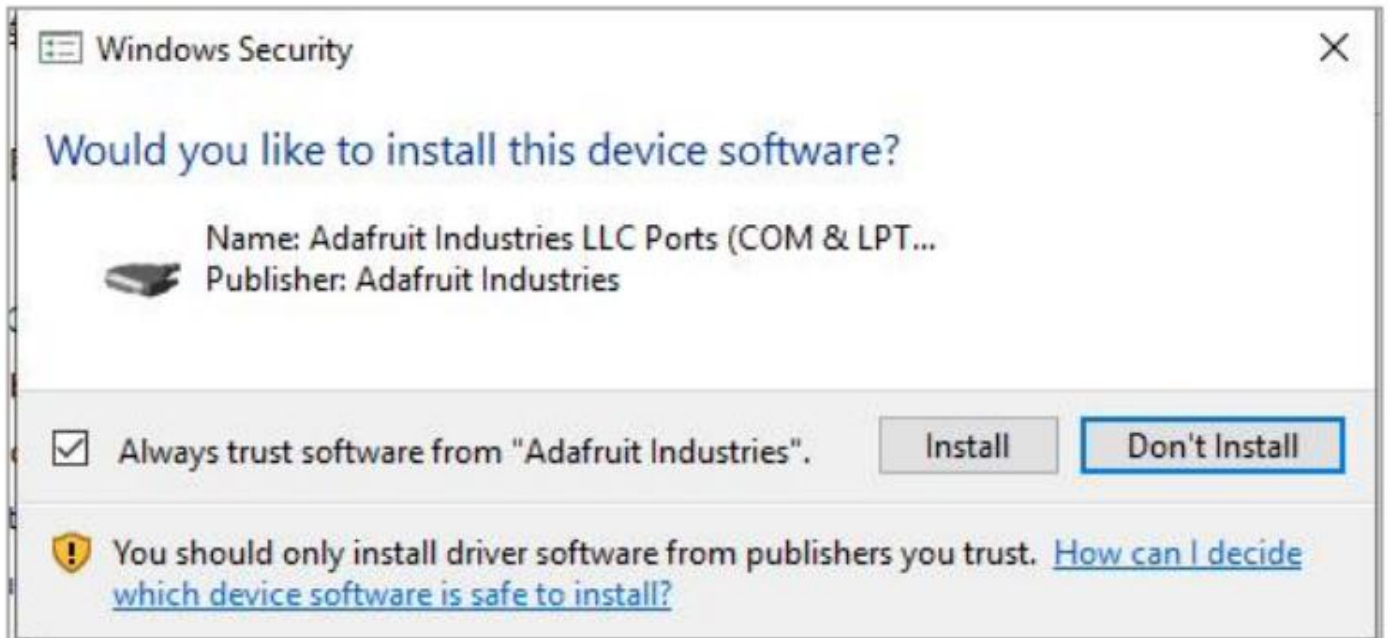 Windows Security
Would you like to install this device software?
Name: Adafruit Industries LLC Ports (COM & LPT...
Publisher: Adafruit Industries
Always trust software from "Adafruit Industries".
Install
Don't Install
You should only install driver software from publishers you trust. How can I decide
which device software is safe to install?